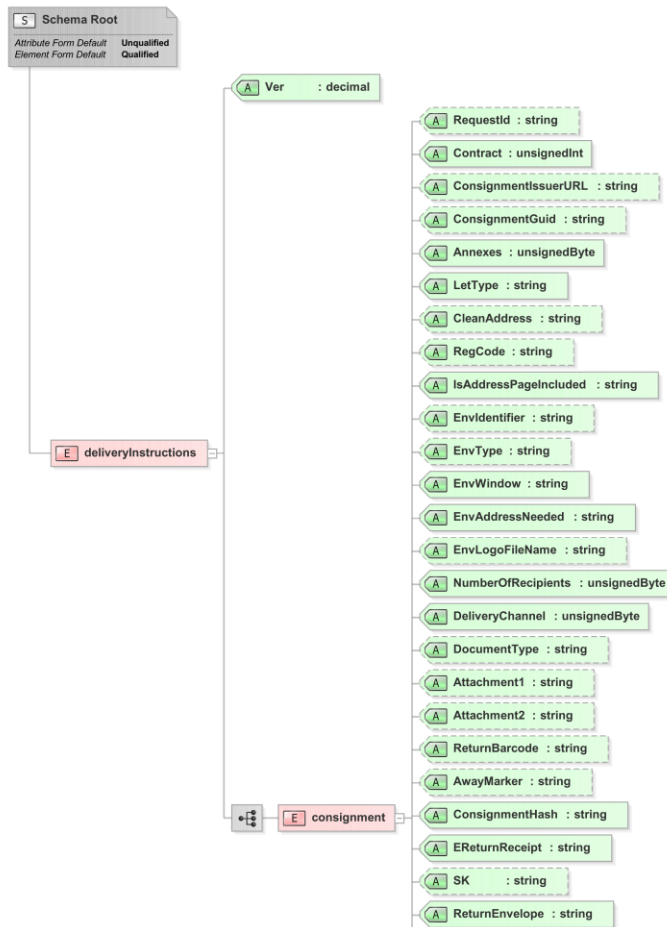 S Schema Root
Attribute Form Default Unqualified
Element Form Default Qualified
A Ver : decimal
A RequestId : string
A Contract : unsignedInt
A ConsignmentIssuerURL : string
A ConsignmentGuid : string
A Annexes : unsignedByte
A LetType : string
A CleanAddress : string
A RegCode : string
A IsAddressPageIncluded : string
A EnvIdentifier : string
E deliveryInstructions
A EnvType : string
A EnvWindow : string
A EnvAddressNeeded : string
A EnvLogoFileName : string
A NumberOfRecipients : unsignedByte
A DeliveryChannel : unsignedByte
A DocumentType : string
A Attachment1 : string
A Attachment2 : string
A ReturnBarcode : string
A AwayMarker : string
E consignment
A ConsignmentHash : string
A EReturnReceipt : string
A SK : string
A ReturnEnvelope : string